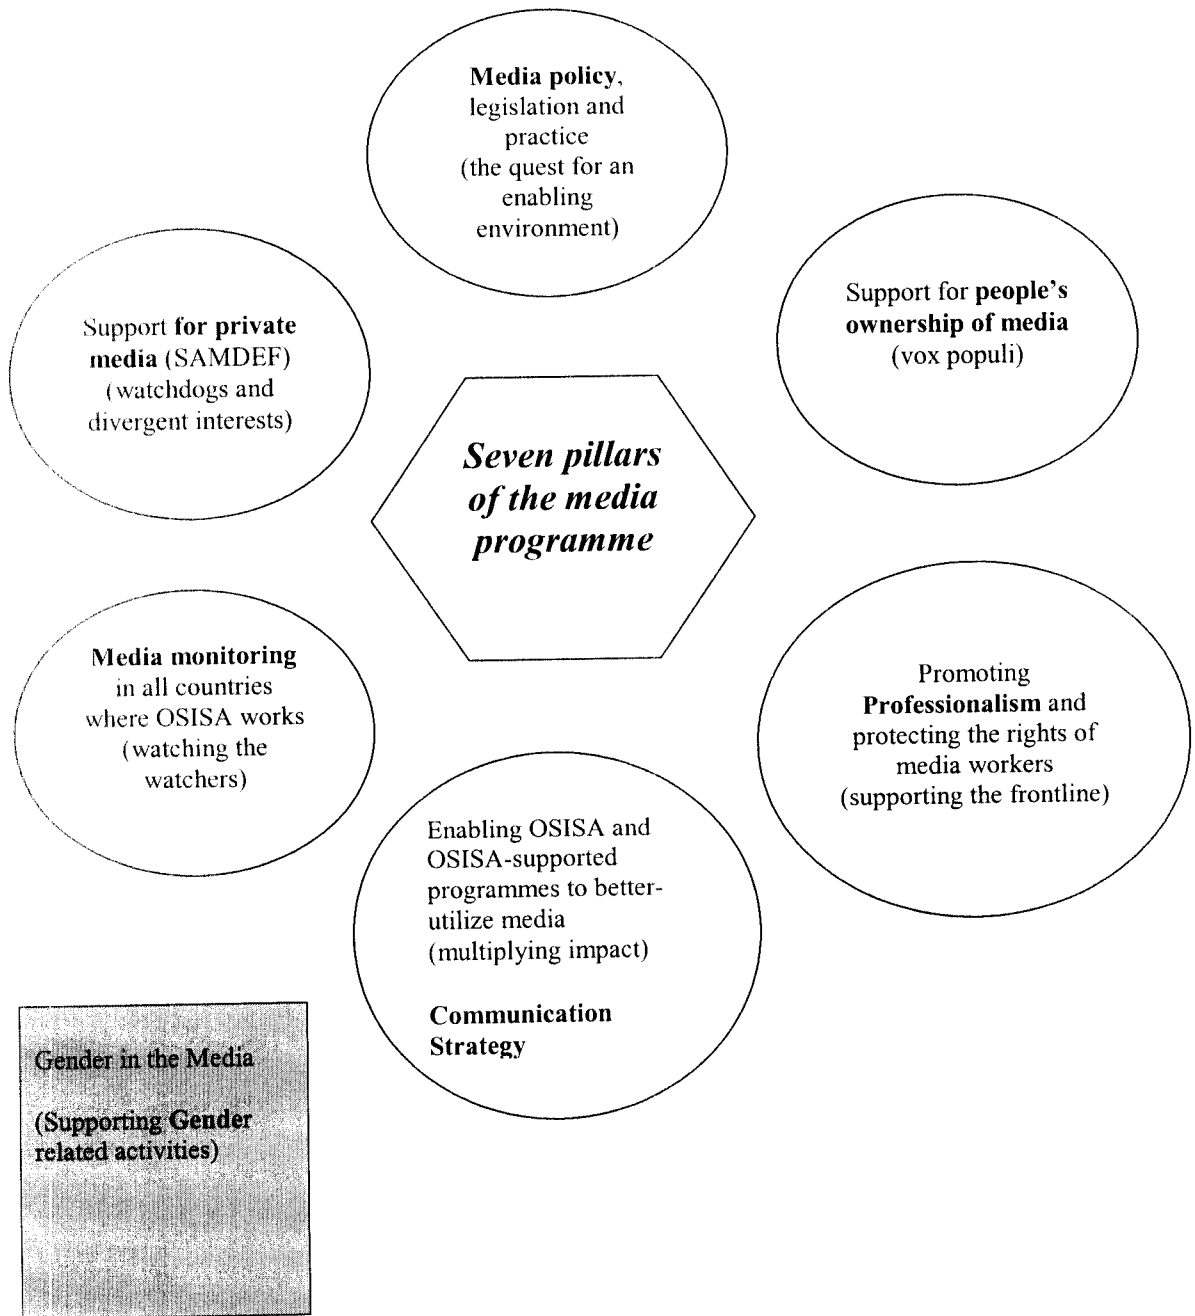 Media policy,
legislation and
practice
(the quest for an
enabling
environment)
Support for people's
ownership of media
(vox populi)
Support for private
media (SAMDEF)
(watchdogs and
divergent interests)
Seven pillars
of the media
programme
Media monitoring
in all countries
where OSISA works
(watching the
watchers)
Promoting
Professionalism and
protecting the rights of
media workers
(supporting the frontline)
Enabling OSISA and
OSISA-supported
programmes to better-
utilize media
(multiplying impact)
Communication
Strategy
Gender in the Media
(Supporting Gender
related activities)